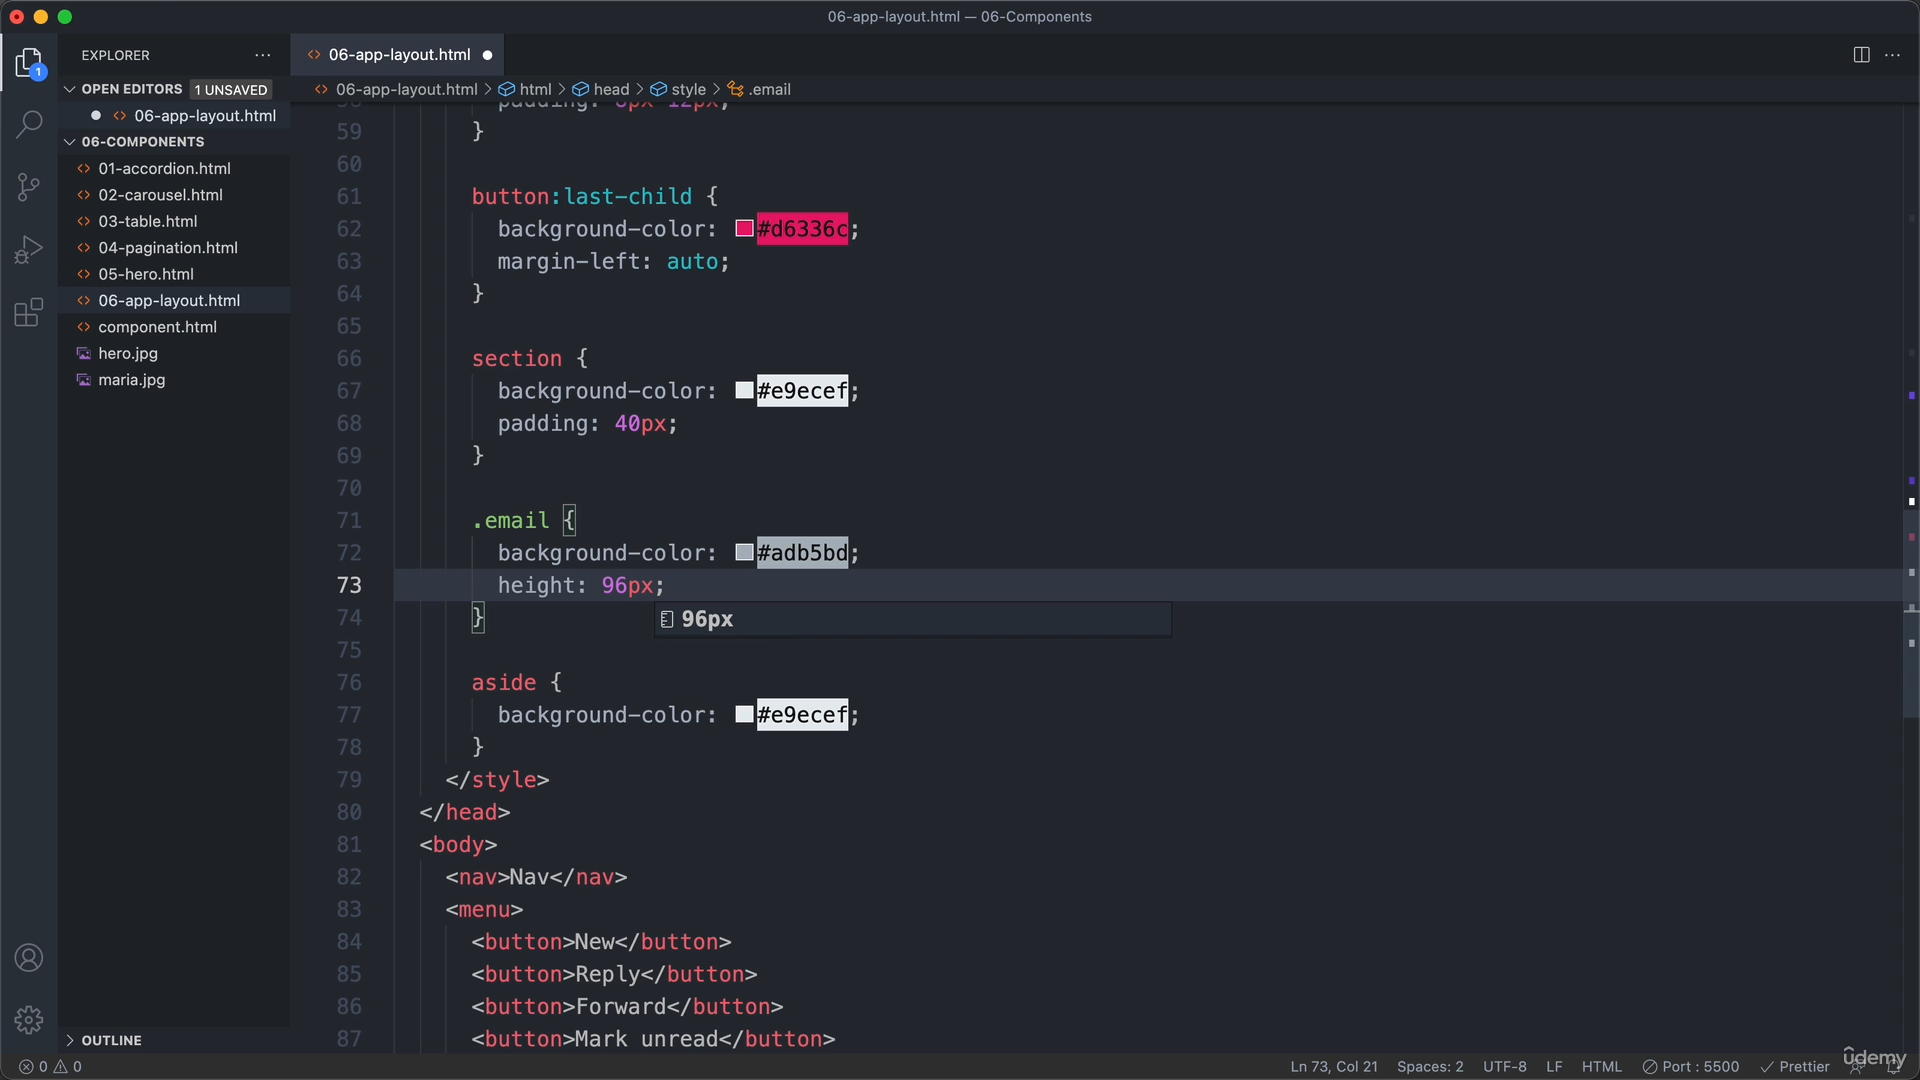 06-app-layout.html — 06-Components
EXPLORER
06-app-layout.html
OPEN EDITORS 1 UNSAVED
06-app-layout.html > html > head > style > .email
1
06-app-layout.html
06-COMPONENTS
01-accordion.html
02-carousel.html
03-table.html
04-pagination.html
05-hero.html
06-app-layout.html
component.html
hero.jpg
maria.jpg
OUTLINE
padding: 8px 12px;
59 }
60
61 button:last-child {
62 background-color: #d6336c;
63 margin-left: auto;
64 }
65
66 section {
67 background-color: #e9ecef;
68 padding: 40px;
69 }
70
71 .email {
72 background-color: #adb5bd;
73 height: 96px;
74 }
96px
75
76 aside {
77 background-color: #e9ecef;
78 }
79 </style>
80 </head>
81 <body>
82 <nav>Nav</nav>
83 <menu>
84 <button>New</button>
85 <button>Reply</button>
86 <button>Forward</button>
87 <button>Mark unread</button>
0 0
Ln 73, Col 21 Spaces: 2 UTF-8 LF HTML Port : 5500 Prettier
udemy